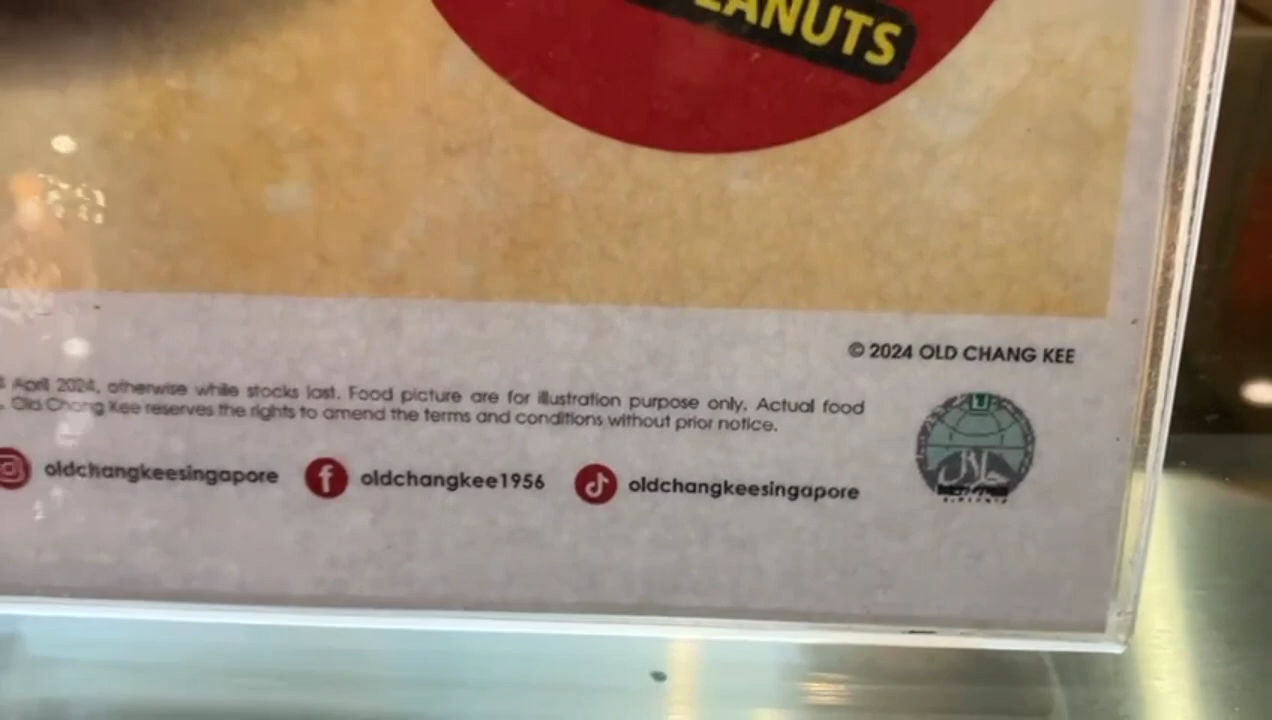 © 2024 OLD CHANG KEE
April 2024, otherwise while stocks last. Food picture are for illustration purpose only. Actual food
Old Chang Kee reserves the rights to amend the terms and conditions without prior notice.
oldchangkeesingapore oldchangkee1956 oldchangkeesingapore
حلال